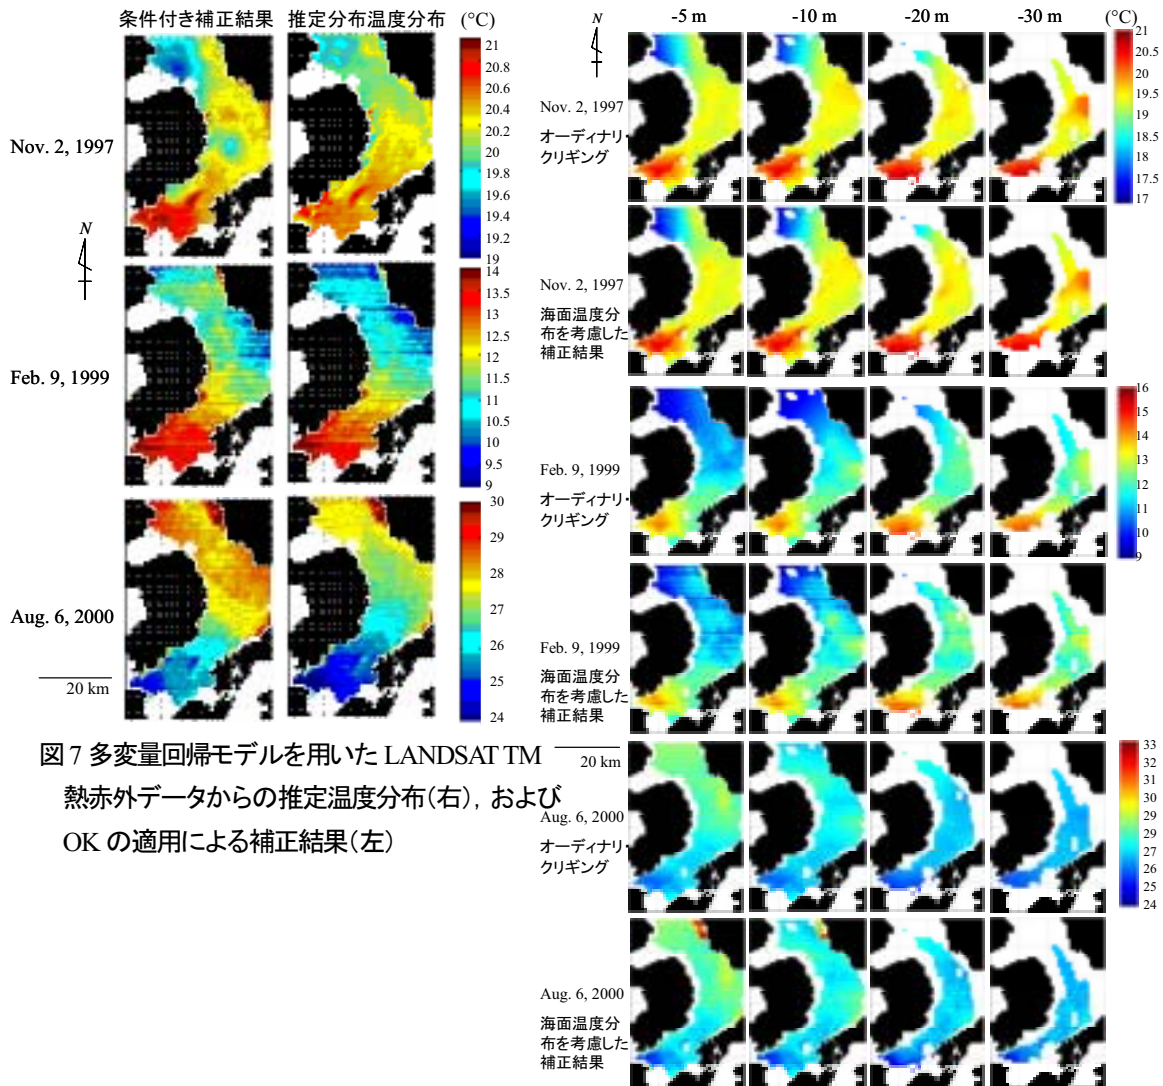 条件付き補正結果 推定分布温度分布 (°C)
Nov. 2, 1997
21
20.8
20.6
20.4
20.2
20
19.8
19.6
19.4
19.2
19
N
Feb. 9, 1999
14
13.5
13
12.5
12
11.5
11
10.5
10
9.5
9
Aug. 6, 2000
30
29
28
27
26
25
24
20 km
図 7 多変量回帰モデルを用いた LANDSAT TM
熱赤外データからの推定温度分布(右), および
OK の適用による補正結果(左)
N
-5 m -10 m -20 m -30 m (°C)
Nov. 2, 1997
オーディナリ・
クリギング
21
20.5
20
19.5
19
18.5
18
17.5
17
Nov. 2, 1997
海面温度分
布を考慮した
補正結果
Feb. 9, 1999
オーディナリ・
クリギング
16
15
14
13
12
11
10
9
Feb. 9, 1999
海面温度分
布を考慮した
補正結果
20 km
Aug. 6, 2000
オーディナリ・
クリギング
33
32
31
30
29
28
27
26
25
24
Aug. 6, 2000
海面温度分
布を考慮した
補正結果